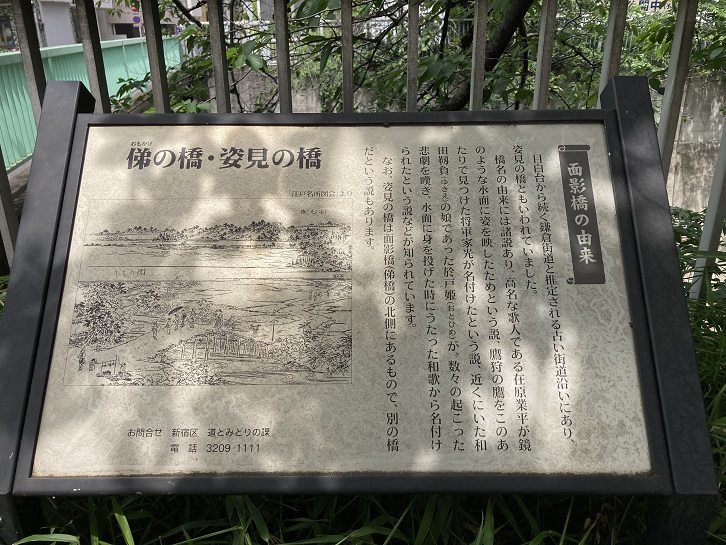 面影橋の由来
目白台から続く鎌倉街道と推定される古い街道沿いにあり、
姿見の橋ともいわれていました。
橋名の由来には諸説あり、高名な歌人である在原業平が鏡
のような水面に姿を映したためという説、鷹狩の鷹をこのあ
たりで見つけた将軍家光が名付けたという説、近くにいた和
田靱負(ゆきえ)の娘であった於戸姫(おとひめ)が、数々の起こった
悲劇を嘆き、水面に身を投げた時にうたった和歌から名付け
られたという説などが知られています。
なお、姿見の橋は面影橋(俤橋)の北側にあるもので、別の橋
だという説もあります。
おもかげ
俤の橋・姿見の橋
「江戸名所図会」より
お問合せ 新宿区 道とみどりの課
電 話 3209-1111